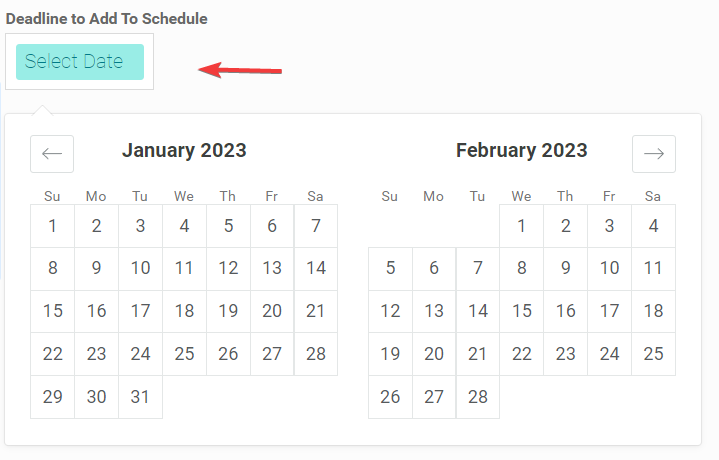 Deadline to Add To Schedule
Select Date
January 2023
Su Mo Tu We Th Fr Sa
1 2 3 4 5 6 7
8 9 10 11 12 13 14
15 16 17 18 19 20 21
22 23 24 25 26 27 28
29 30 31
February 2023
Su Mo Tu We Th Fr Sa
1 2 3 4
5 6 7 8 9 10 11
12 13 14 15 16 17 18
19 20 21 22 23 24 25
26 27 28